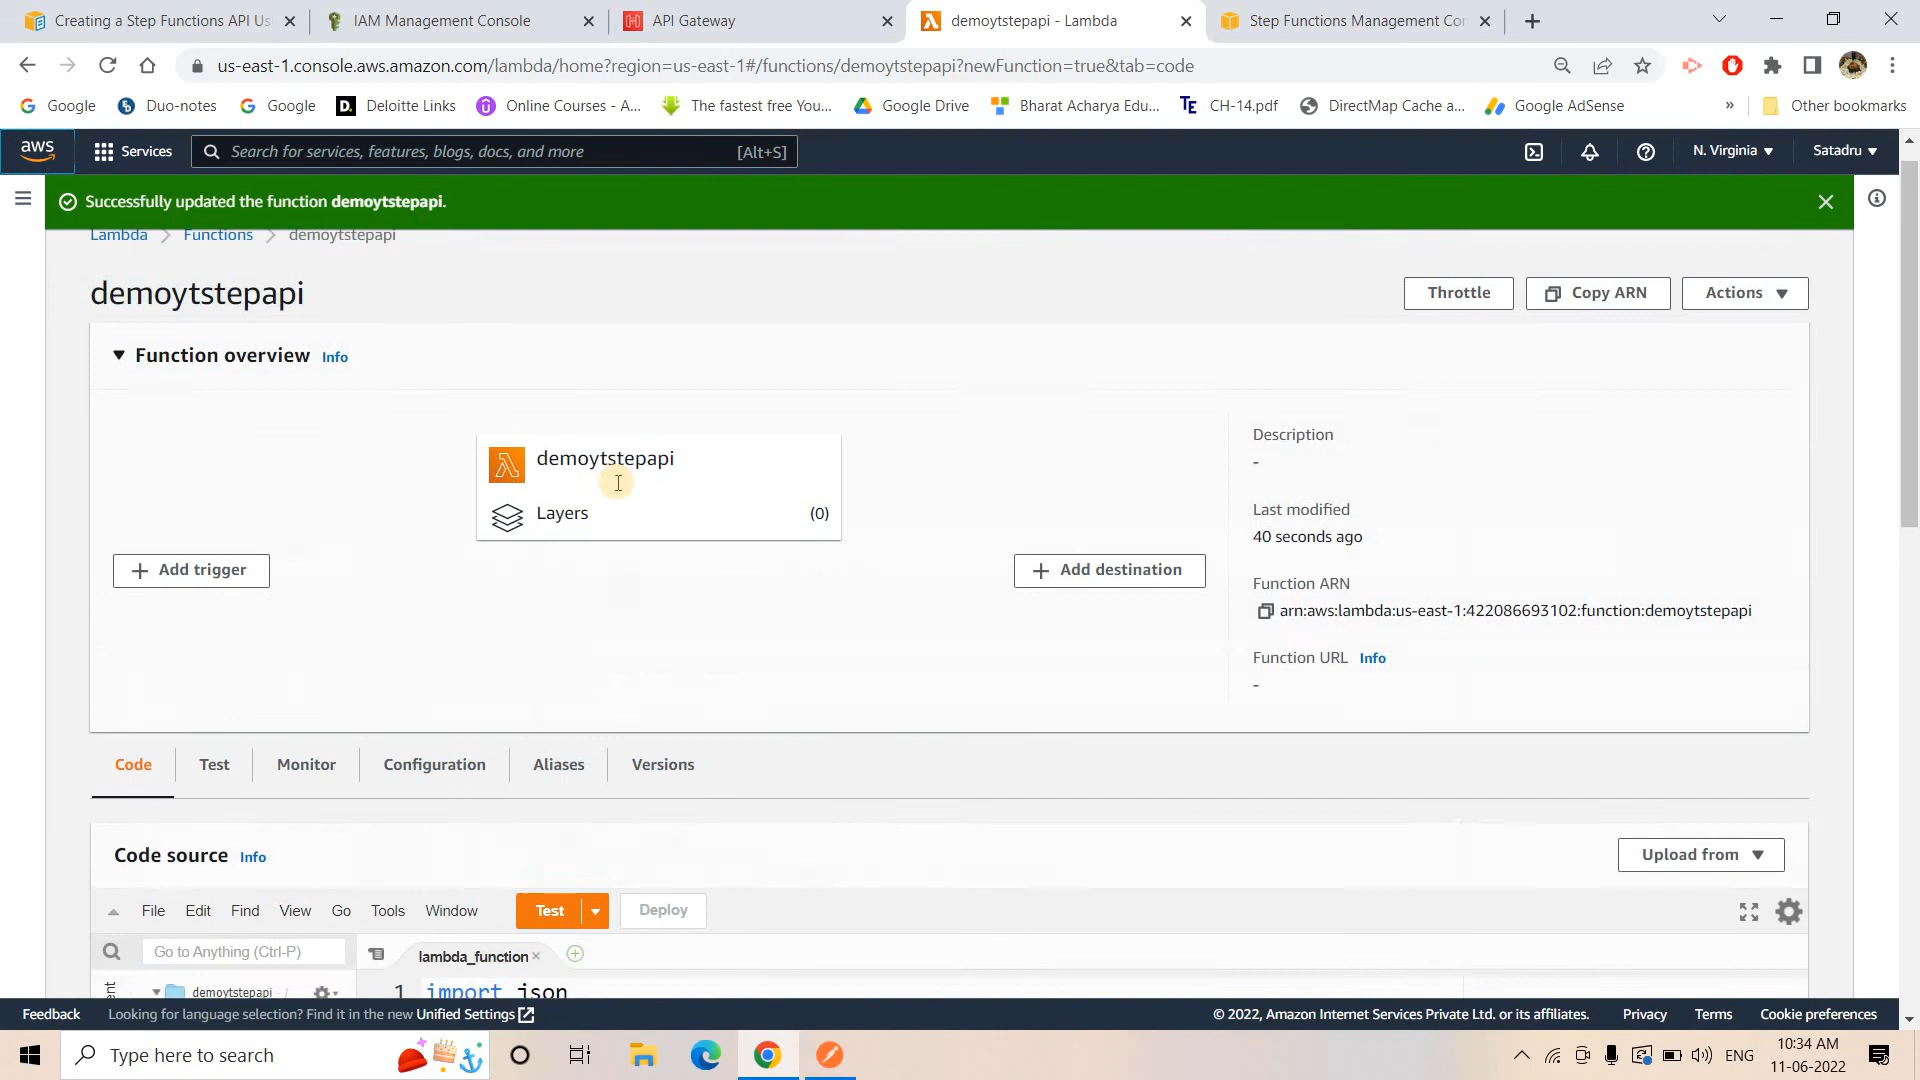 Creating a Step Functions API Us
IAM Management Console
API Gateway
demoytstepapi - Lambda
Step Functions Management Con
us-east-1.console.aws.amazon.com/lambda/home?region=us-east-1#/functions/demoytstepapi?newFunction=true&tab=code
Google
Duo-notes
Google
Deloitte Links
Online Courses - A...
The fastest free You...
Google Drive
Bharat Acharya Edu...
CH-14.pdf
DirectMap Cache a...
Google AdSense
»
Other bookmarks
aws
Services
Search for services, features, blogs, docs, and more
[Alt+S]
N. Virginia
Satadru
Successfully updated the function demoytstepapi.
Lambda
Functions
demoytstepapi
demoytstepapi
Throttle
Copy ARN
Actions
Function overview
Info
demoytstepapi
Layers
(0)
Add trigger
Add destination
Description
-
Last modified
40 seconds ago
Function ARN
arn:aws:lambda:us-east-1:422086693102:function:demoytstepapi
Function URL
Info
-
Code
Test
Monitor
Configuration
Aliases
Versions
Code source
Info
Upload from
File
Edit
Find
View
Go
Tools
Window
Test
Deploy
Go to Anything (Ctrl-P)
lambda_function
demoytstepapi - /
1 import json
Feedback
Looking for language selection? Find it in the new Unified Settings
© 2022, Amazon Internet Services Private Ltd. or its affiliates.
Privacy
Terms
Cookie preferences
Type here to search
ENG
10:34 AM
11-06-2022